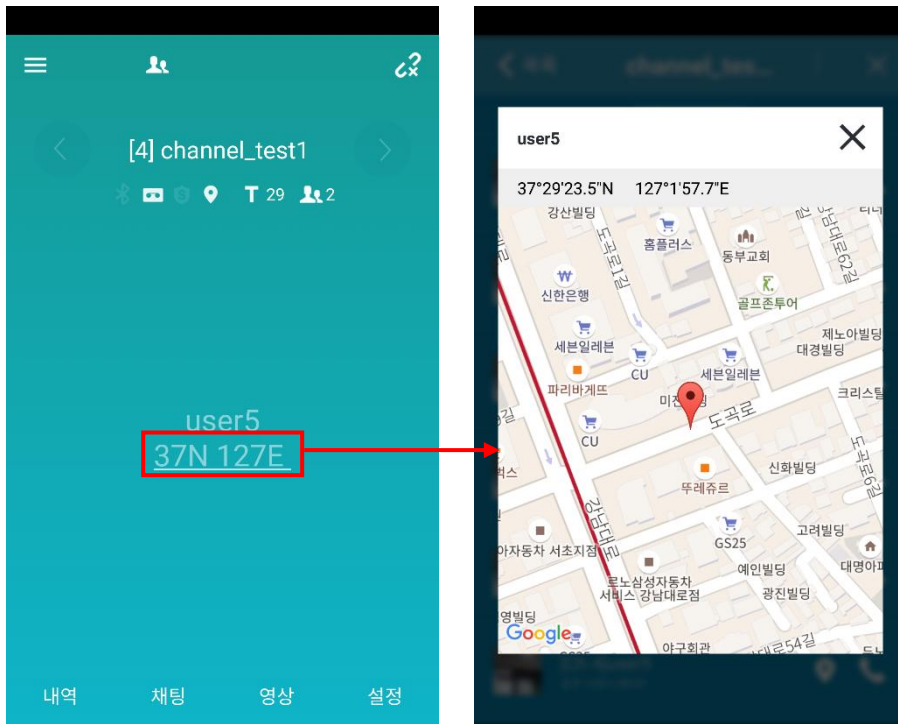 [4] channel_test1
T 29 2
user5
37N 127E
내역 채팅 영상 설정
channel_tes...
user5
37°29'23.5"N 127°1'57.7"E
강산빌딩
도곡로1길
홈플러스
동부교회
강남대로62길
신한은행
골프존투어
세븐일레븐
CU
세븐일레븐
제노아빌딩
대경빌딩
파리바게뜨
크리스탈
도곡로
CU
뚜레쥬르
신화빌딩
도곡로6길
강남대로
GS25
고려빌딩
아자동차 서초지점
예인빌딩
대명아파
르노삼성자동차
서비스 강남대로점
광진빌딩
영빌딩
Google
야구회관
대로54길